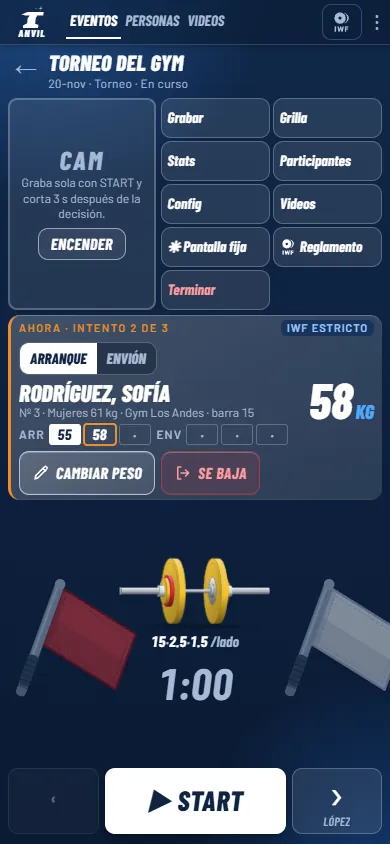 ANVIL
EVENTOS PERSONAS VIDEOS
IWF
← TORNEO DEL GYM
20-nov · Torneo · En curso
CAM
Graba sola con START y
corta 3 s después de la
decisión.
ENCENDER
Grabar
Grilla
Stats
Participantes
Config
Videos
Pantalla fija
IWF Reglamento
Terminar
AHORA · INTENTO 2 DE 3
IWF ESTRICTO
ARRANQUE ENVIÓN
RODRÍGUEZ, SOFÍA
Nº 3 · Mujeres 61 kg · Gym Los Andes · barra 15
58 KG
ARR 55 58 · ENV · · ·
CAMBIAR PESO
SE BAJA
15·2.5·1.5 /lado
1:00
‹
▶ START
›
LÓPEZ